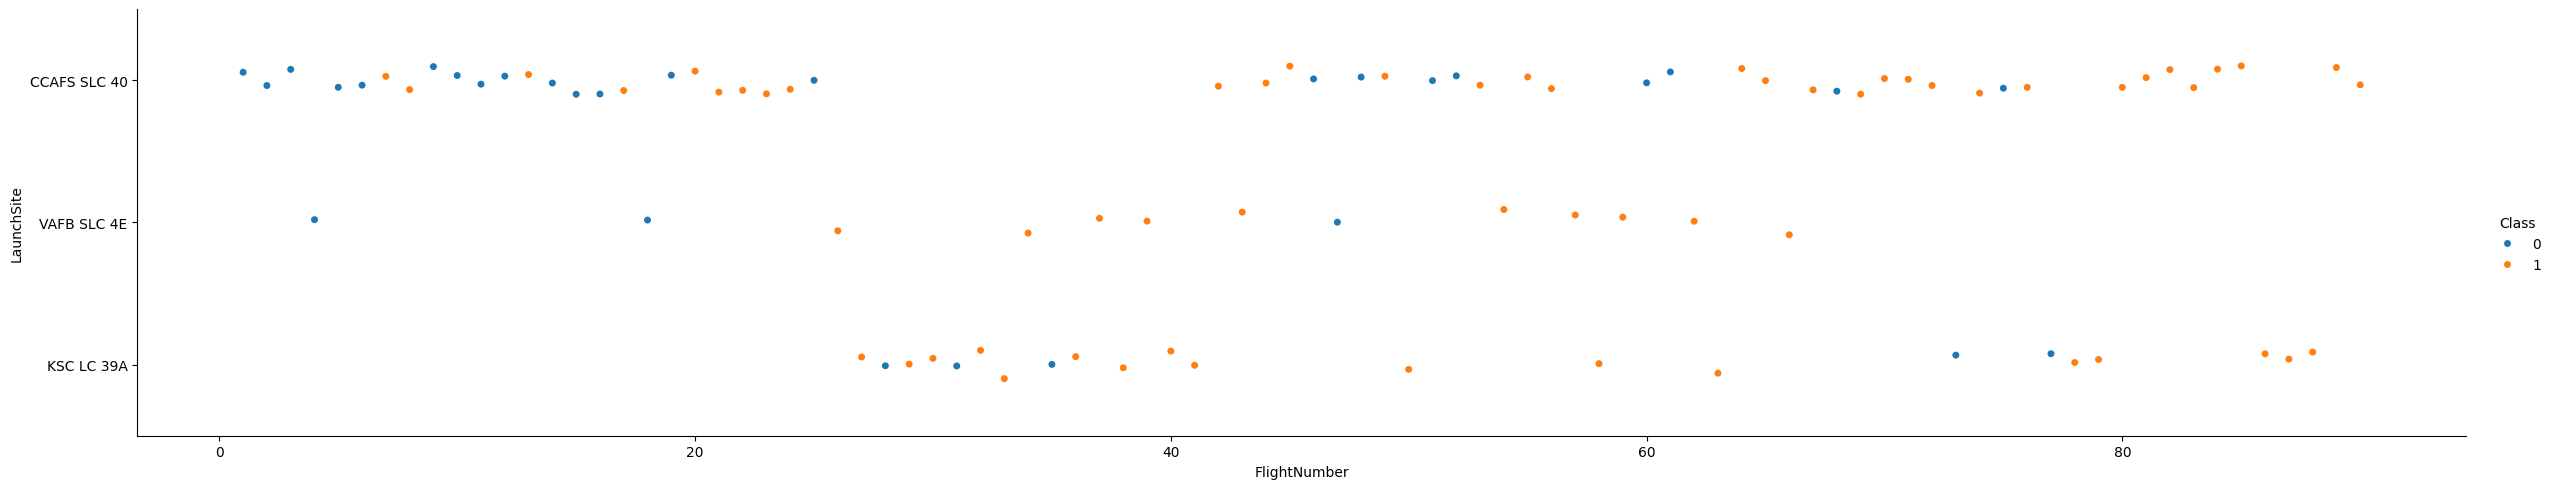 CCAFS SLC 40
VAFB SLC 4E
KSC LC 39A
LaunchSite
0
20
40
60
80
FlightNumber
Class
0
1